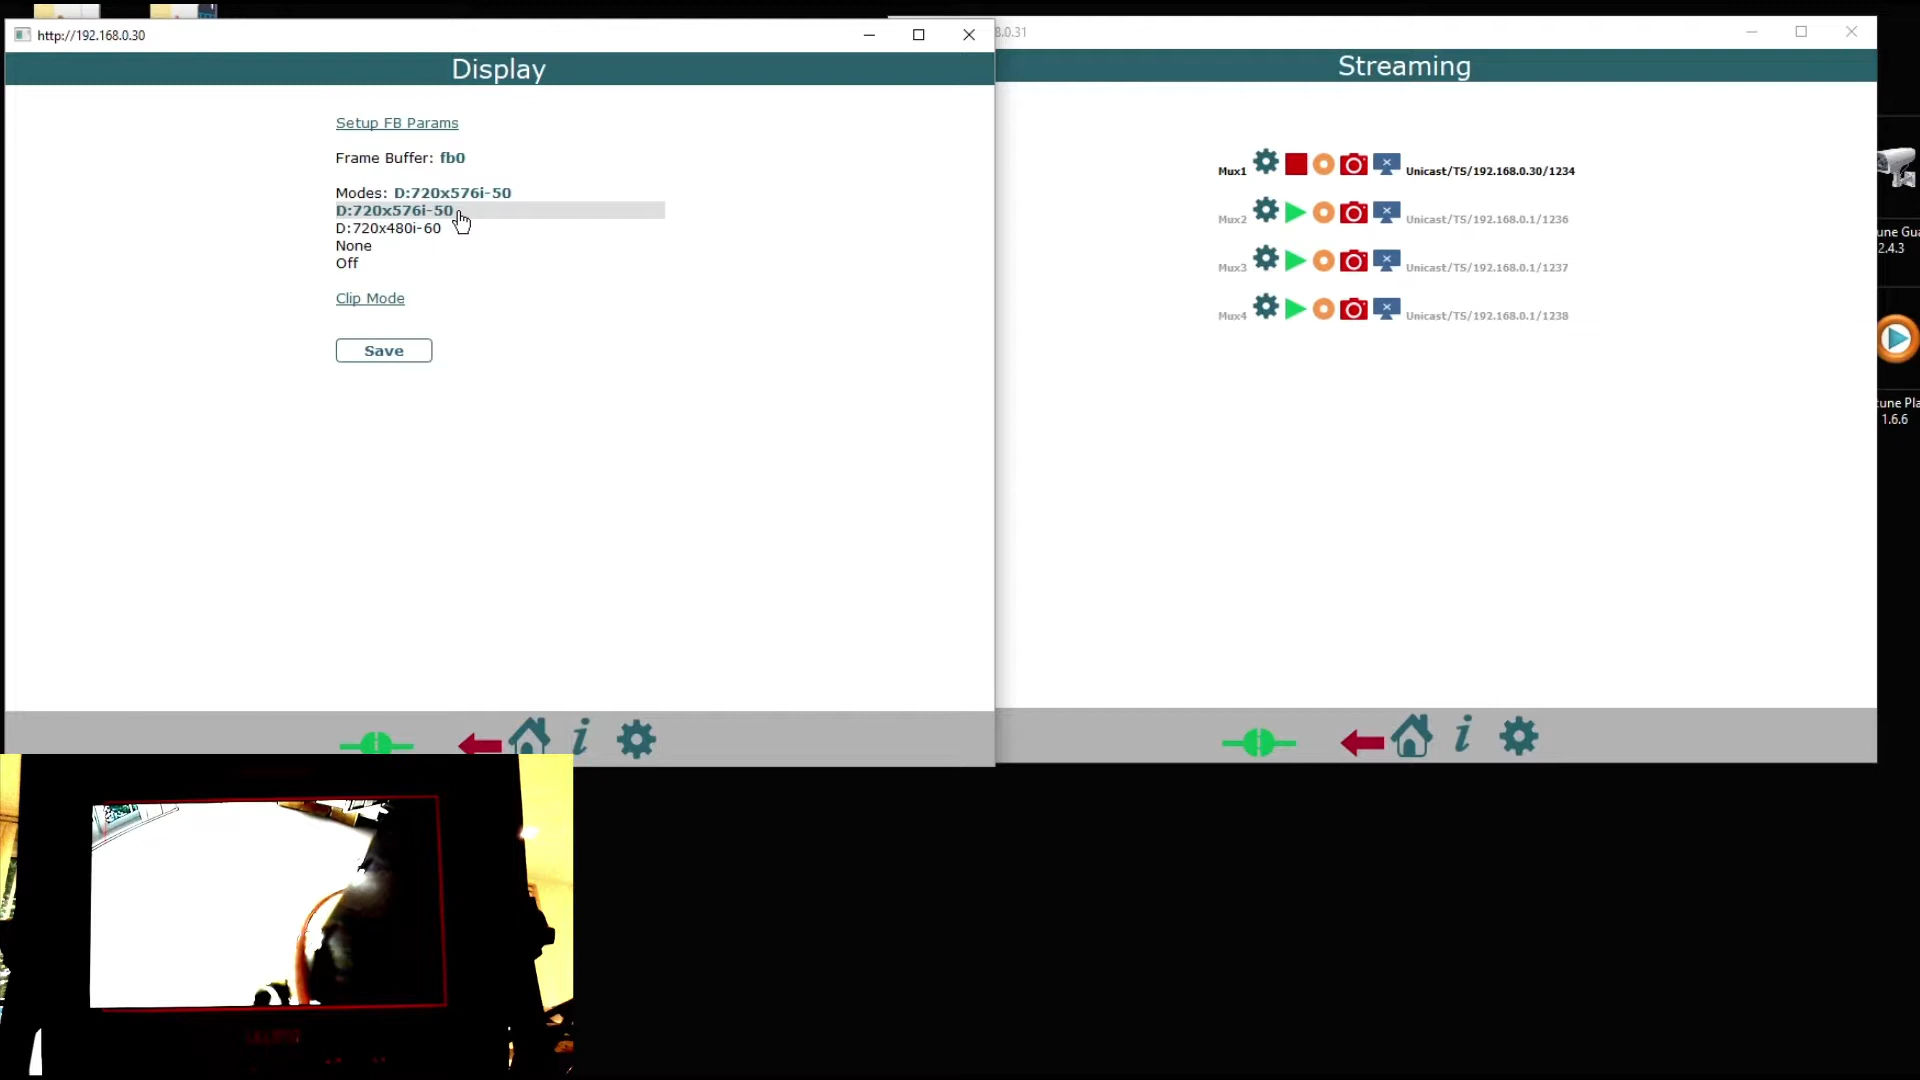 http://192.168.0.30
Display
Setup FB Params
Frame Buffer: fb0
Modes: D:720x576i-50
D:720x576i-50
D:720x480i-60
None
Off
Clip Mode
Save
8.0.31
Streaming
Mux1 Unicast/TS/192.168.0.30/1234
Mux2 Unicast/TS/192.168.0.1/1236
Mux3 Unicast/TS/192.168.0.1/1237
Mux4 Unicast/TS/192.168.0.1/1238
une Gua
2.4.3
tune Pla
1.6.6